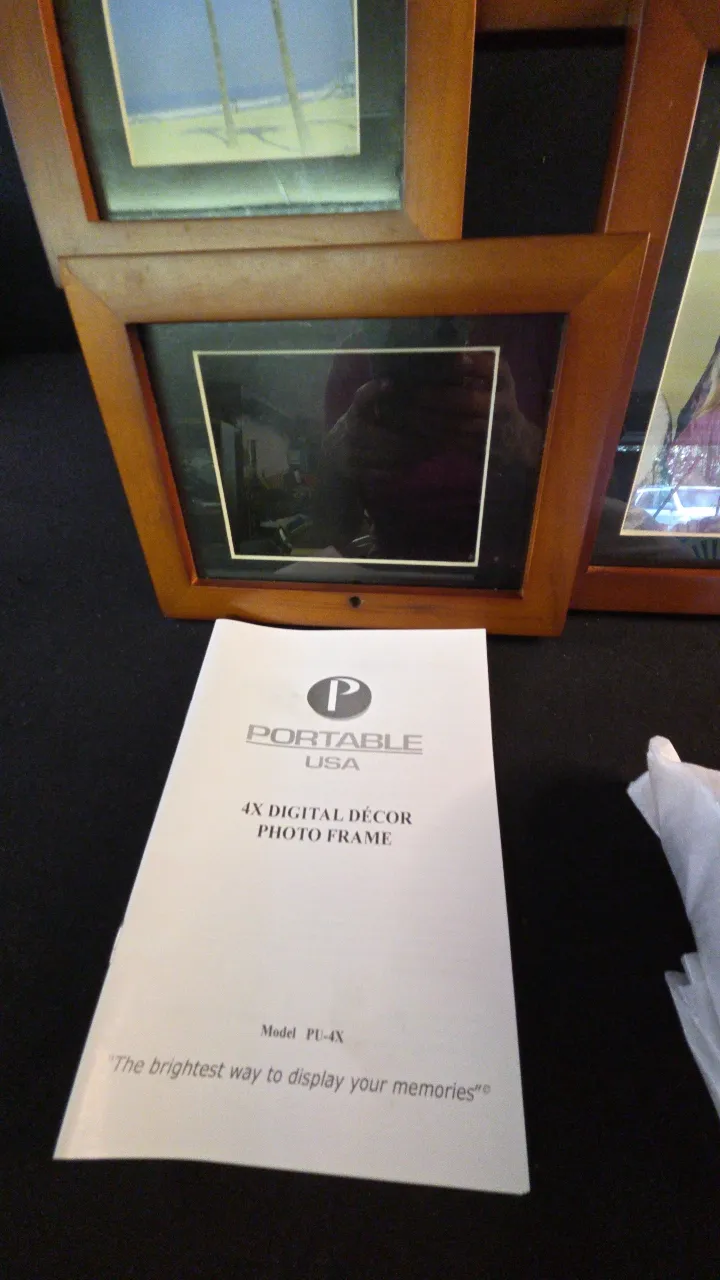 P
PORTABLE
USA
4X DIGITAL DÉCOR
PHOTO FRAME
Model PU-4X
"The brightest way to display your memories"©